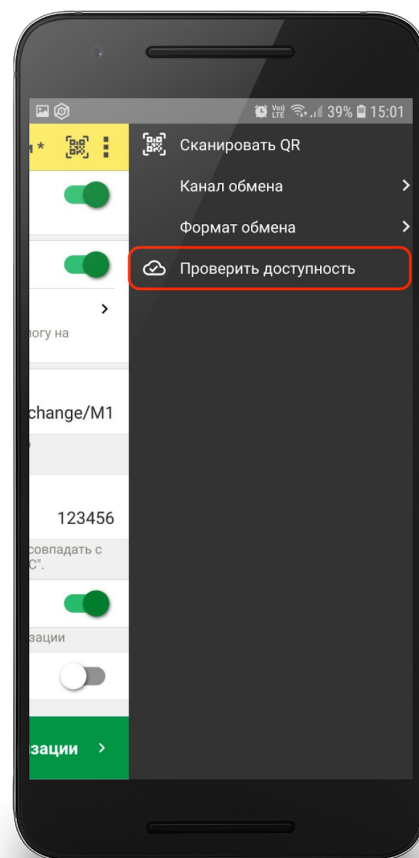 39% 15:01
и*
Сканировать QR
Канал обмена
Формат обмена
Проверить доступность
логу на
change/M1
123456
совпадать с
С".
зации
зации